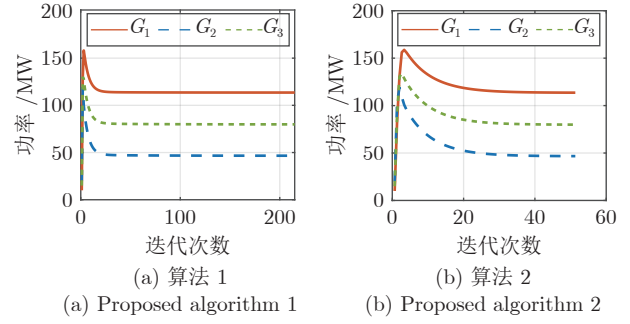 200 200
G₁ G₂ G₃ G₁ G₂ G₃
150 150
功率 /MW 功率 /MW
100 100
50 50
0 0
0 100 200 0 20 40 60
迭代次数 迭代次数
(a) 算法 1 (b) 算法 2
(a) Proposed algorithm 1 (b) Proposed algorithm 2